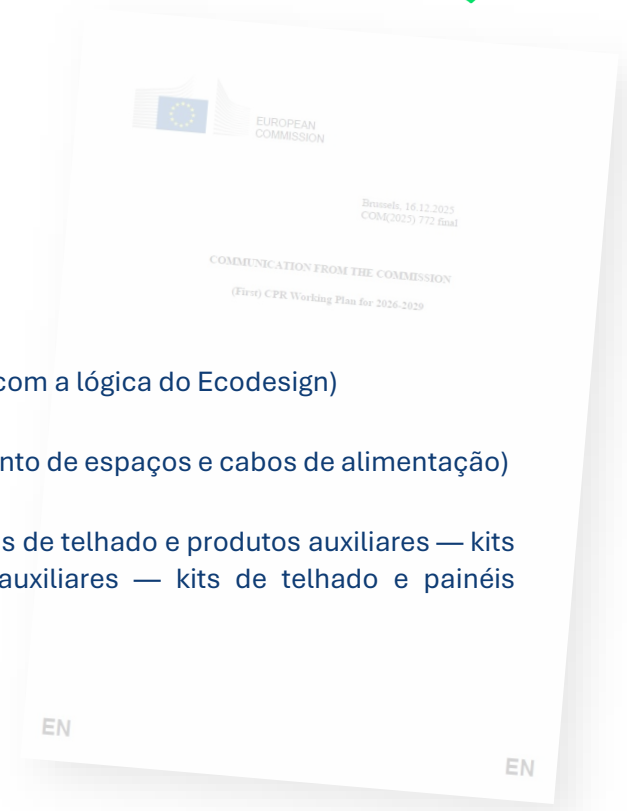 EUROPEAN
COMMISSION
Brussels, 16.12.2025
COM(2025) 772 final
COMMUNICATION FROM THE COMMISSION
(First) CPR Working Plan for 2026-2029
com a lógica do Ecodesign)
nto de espaços e cabos de alimentação)
s de telhado e produtos auxiliares — kits
auxiliares — kits de telhado e painéis
EN
EN